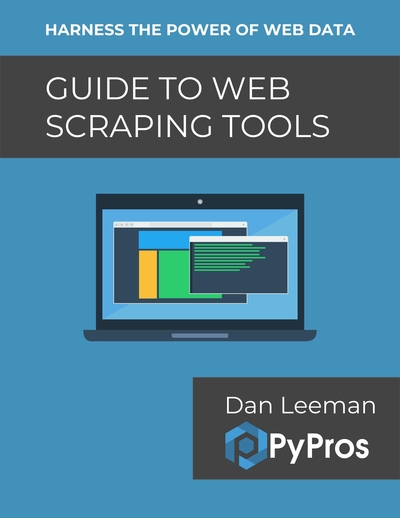 HARNESS THE POWER OF WEB DATA
GUIDE TO WEB
SCRAPING TOOLS
Dan Leeman
PyPros